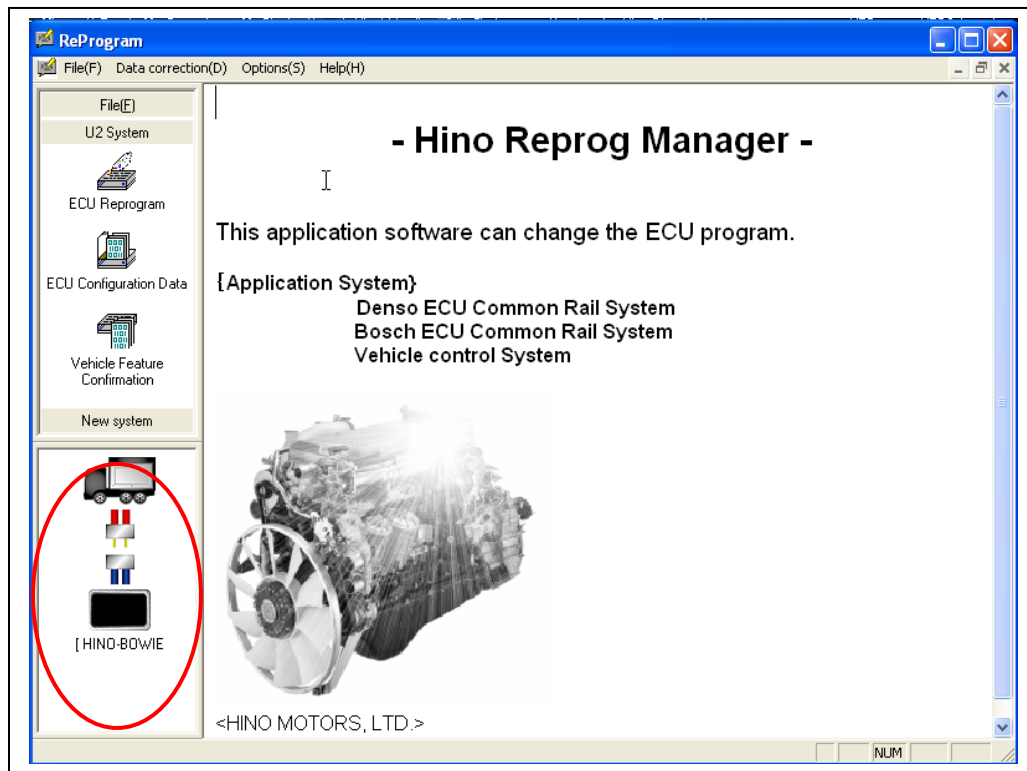 ReProgram
File(F) Data correction(D) Options(S) Help(H)
File(F)
U2 System
ECU Reprogram
ECU Configuration Data
Vehicle Feature
Confirmation
New system
[ HINO-BOWIE
- Hino Reprog Manager -
This application software can change the ECU program.
{Application System}
Denso ECU Common Rail System
Bosch ECU Common Rail System
Vehicle control System
<HINO MOTORS, LTD.>
NUM